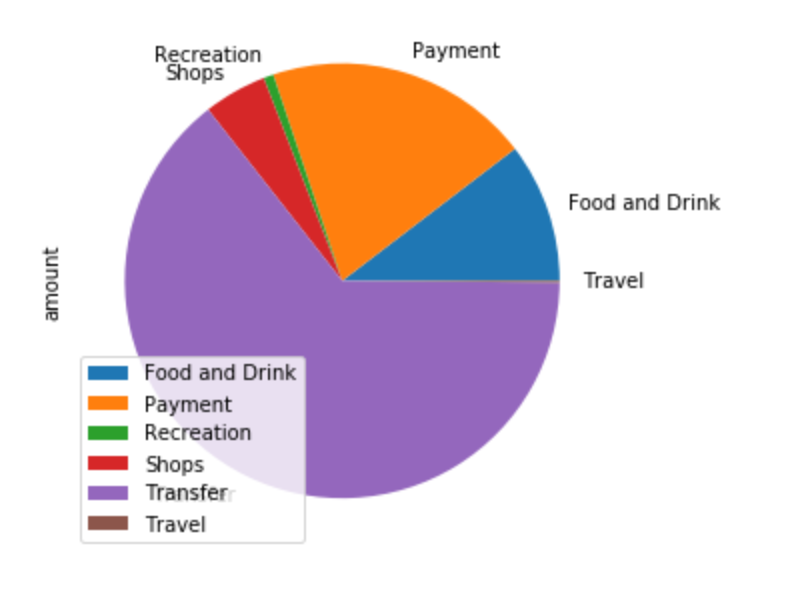 Recreation
Shops
Payment
Food and Drink
Travel
amount
Food and Drink
Payment
Recreation
Shops
Transfer
Travel